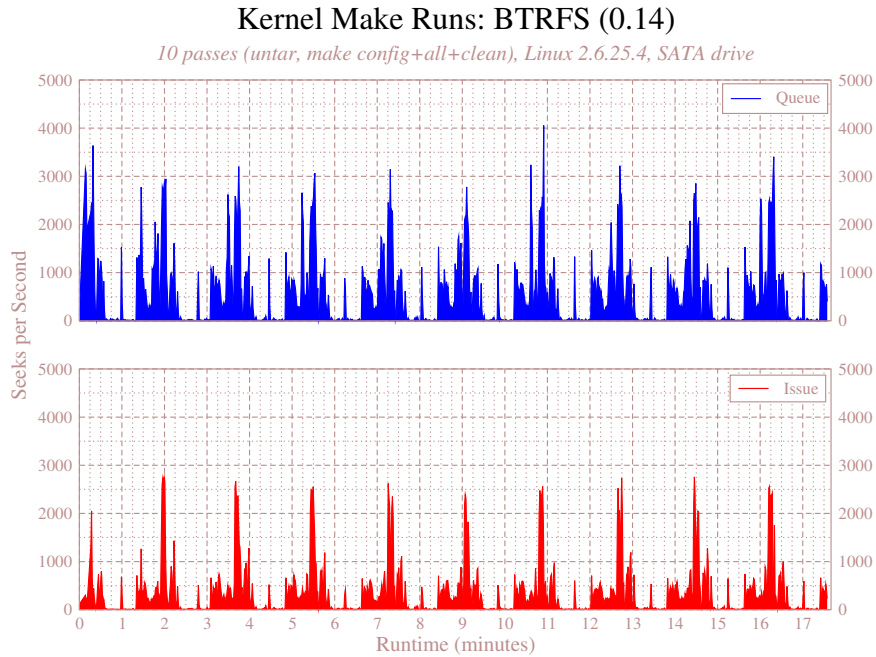 Kernel Make Runs: BTRFS (0.14)
10 passes (untar, make config+all+clean), Linux 2.6.25.4, SATA drive
5000 5000
Queue
4000 4000
3000 3000
2000 2000
1000 1000
0 0
Seeks per Second
5000 5000
Issue
4000 4000
3000 3000
2000 2000
1000 1000
0 0
0 1 2 3 4 5 6 7 8 9 10 11 12 13 14 15 16 17
Runtime (minutes)